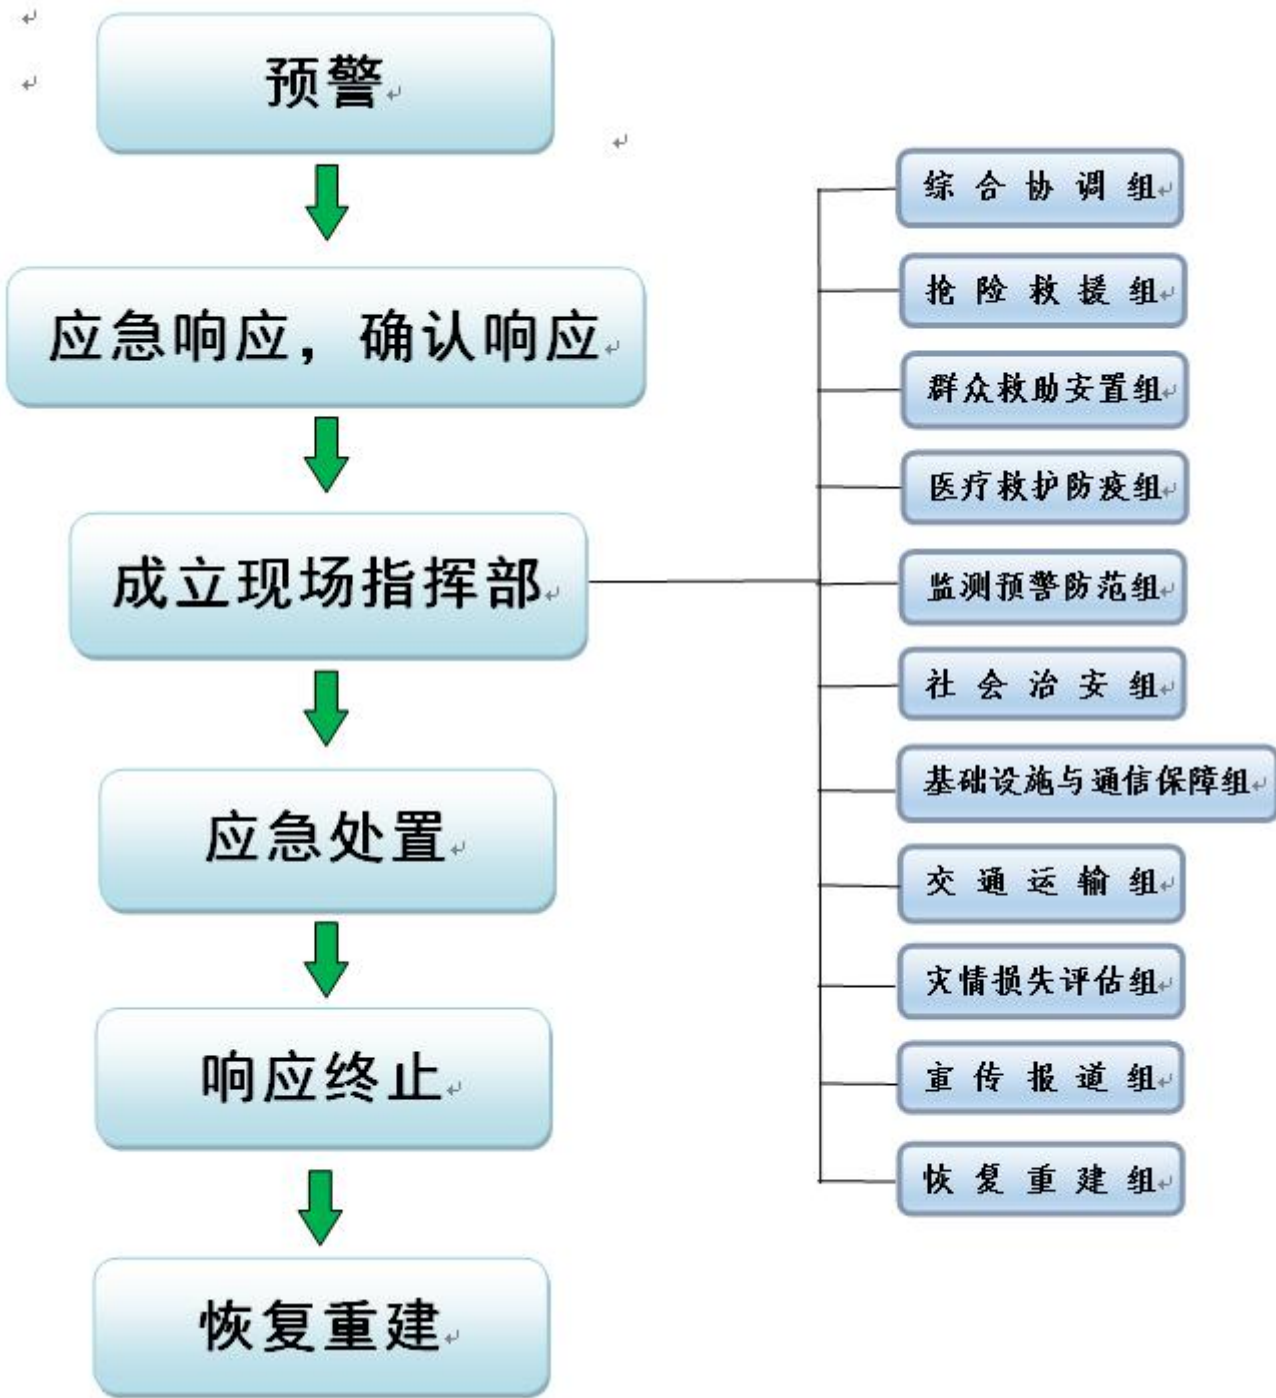 预警
应急响应，确认响应
成立现场指挥部
应急处置
响应终止
恢复重建
综合协调组
抢险救援组
群众救助安置组
医疗救护防疫组
监测预警防范组
社会治安组
基础设施与通信保障组
交通运输组
灾情损失评估组
宣传报道组
恢复重建组